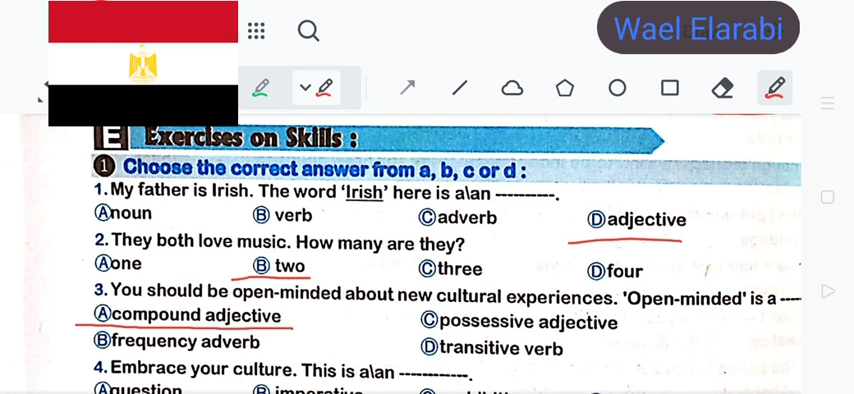 Wael Elarabi
E Exercises on Skills :
1 Choose the correct answer from a, b, c or d :
1. My father is Irish. The word ‘Irish’ here is a\an ----------.
Ⓐnoun Ⓑ verb Ⓒadverb Ⓓadjective
2. They both love music. How many are they?
Ⓐone Ⓑ two Ⓒthree Ⓓfour
3. You should be open-minded about new cultural experiences. 'Open-minded' is a ----
Ⓐcompound adjective Ⓒpossessive adjective
Ⓑfrequency adverb Ⓓtransitive verb
4. Embrace your culture. This is a\an ------------.
Ⓐquestion Ⓑ imperative